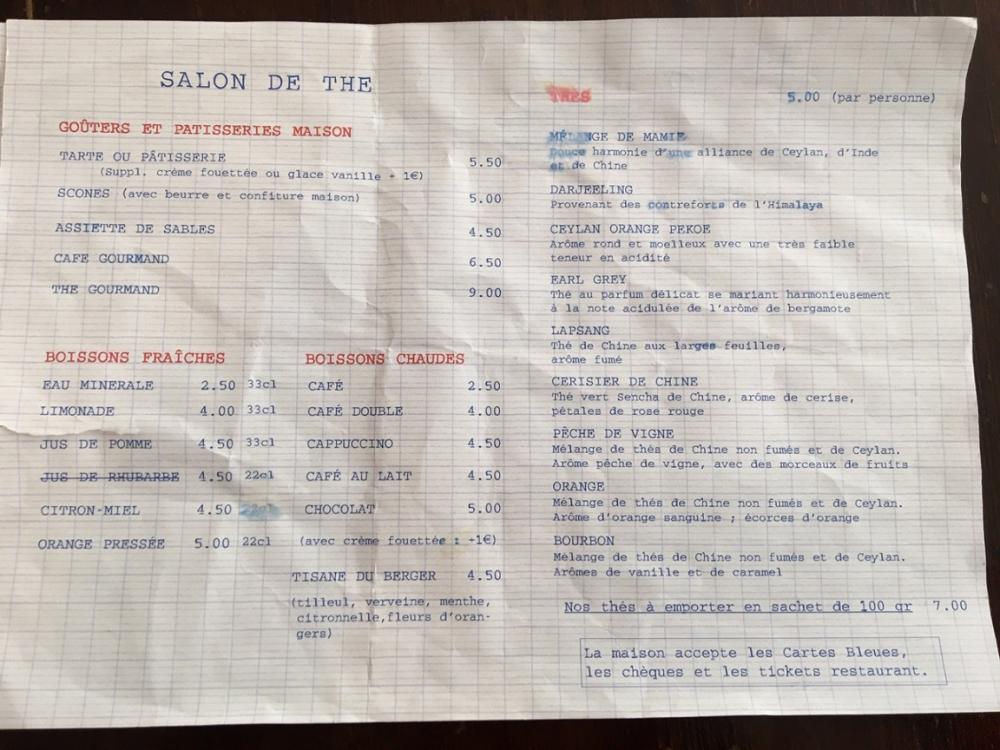 SALON DE THE
GOÛTERS ET PATISSERIES MAISON
TARTE OU PÂTISSERIE 5.50
(Suppl. crème fouettée ou glace vanille + 1€)
SCONES (avec beurre et confiture maison) 5.00
ASSIETTE DE SABLES 4.50
CAFE GOURMAND 6.50
THE GOURMAND 9.00
BOISSONS FRAÎCHES
EAU MINERALE 2.50 33cl
LIMONADE 4.00 33cl
JUS DE POMME 4.50 33cl
JUS DE RHUBARBE 4.50 22cl
CITRON-MIEL 4.50 22cl
ORANGE PRESSÉE 5.00 22cl
BOISSONS CHAUDES
CAFÉ 2.50
CAFÉ DOUBLE 4.00
CAPPUCCINO 4.50
CAFÉ AU LAIT 4.50
CHOCOLAT 5.00
(avec crème fouettée : +1€)
TISANE DU BERGER 4.50
(tilleul, verveine, menthe,
citronnelle,fleurs d'oran-
gers)
5.00 (par personne)
MÉLANGE DE MAMIE
Douce harmonie d'une alliance de Ceylan, d'Inde
et de Chine
DARJEELING
Provenant des contreforts de l'Himalaya
CEYLAN ORANGE PEKOE
Arôme rond et moelleux avec une très faible
teneur en acidité
EARL GREY
Thé au parfum délicat se mariant harmonieusement
à la note acidulée de l'arôme de bergamote
LAPSANG
Thé de Chine aux larges feuilles,
arôme fumé
CERISIER DE CHINE
Thé vert Sencha de Chine, arôme de cerise,
pétales de rose rouge
PÊCHE DE VIGNE
Mélange de thés de Chine non fumés et de Ceylan.
Arôme pêche de vigne, avec des morceaux de fruits
ORANGE
Mélange de thés de Chine non fumés et de Ceylan.
Arôme d'orange sanguine ; écorces d'orange
BOURBON
Mélange de thés de Chine non fumés et de Ceylan.
Arômes de vanille et de caramel
Nos thés à emporter en sachet de 100 gr 7.00
La maison accepte les Cartes Bleues,
les chèques et les tickets restaurant.